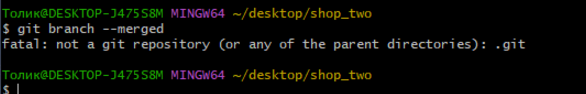 Толик@DESKTOP-J475S8M MINGW64 ~/desktop/shop_two
$ git branch --merged
fatal: not a git repository (or any of the parent directories): .git
Толик@DESKTOP-J475S8M MINGW64 ~/desktop/shop_two
$